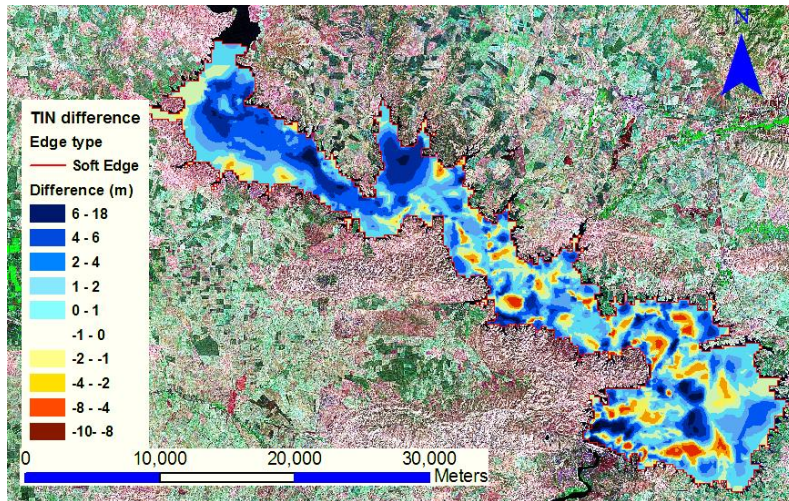 N
TIN difference
Edge type
Soft Edge
Difference (m)
6 - 18
4 - 6
2 - 4
1 - 2
0 - 1
-1 - 0
-2 - -1
-4 - -2
-8 - -4
-10- -8
0 10,000 20,000 30,000
Meters